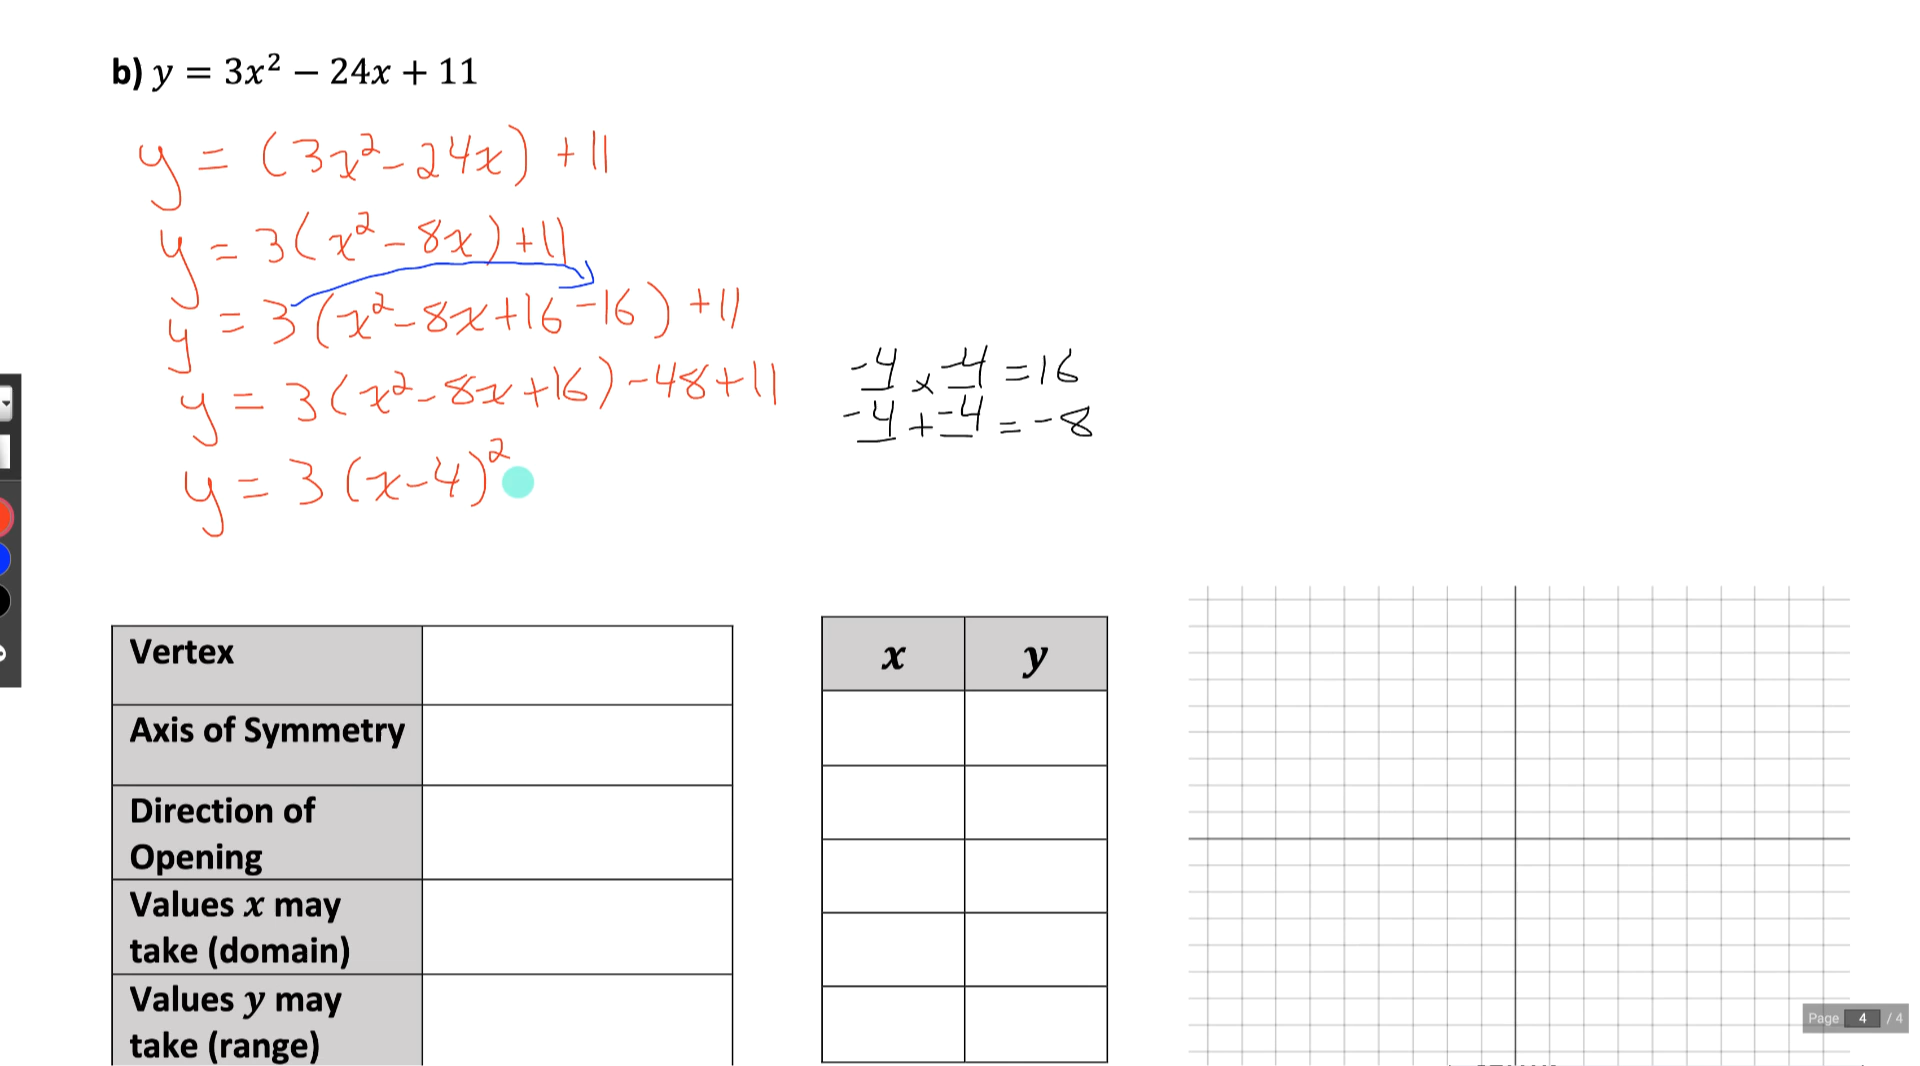 b) y = 3x² − 24x + 11
y = (3x² - 24x) + 11
y = 3(x² - 8x) + 11
y = 3(x² - 8x + 16 - 16) + 11
y = 3(x² - 8x + 16) - 48 + 11
-4 x -4 = 16
-4 + -4 = -8
y = 3(x - 4)²
Vertex
Axis of Symmetry
Direction of
Opening
Values x may
take (domain)
Values y may
take (range)
x y
Page 4 / 4